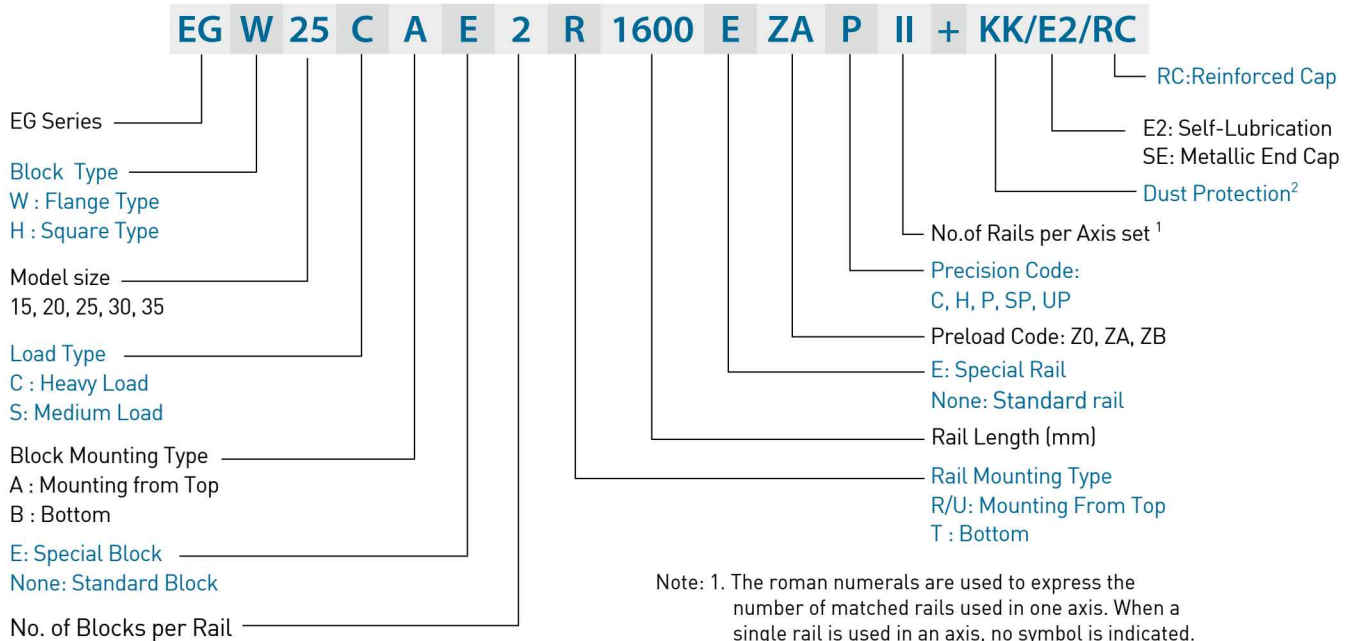 EG W 25 C A E 2 R 1600 E ZA P II + KK/E2/RC
EG Series
Block Type
W : Flange Type
H : Square Type
Model size
15, 20, 25, 30, 35
Load Type
C : Heavy Load
S: Medium Load
Block Mounting Type
A : Mounting from Top
B : Bottom
E: Special Block
None: Standard Block
No. of Blocks per Rail
RC:Reinforced Cap
E2: Self-Lubrication
SE: Metallic End Cap
Dust Protection2
No.of Rails per Axis set 1
Precision Code:
C, H, P, SP, UP
Preload Code: Z0, ZA, ZB
E: Special Rail
None: Standard rail
Rail Length (mm)
Rail Mounting Type
R/U: Mounting From Top
T : Bottom
Note: 1. The roman numerals are used to express the
number of matched rails used in one axis. When a
single rail is used in an axis, no symbol is indicated.